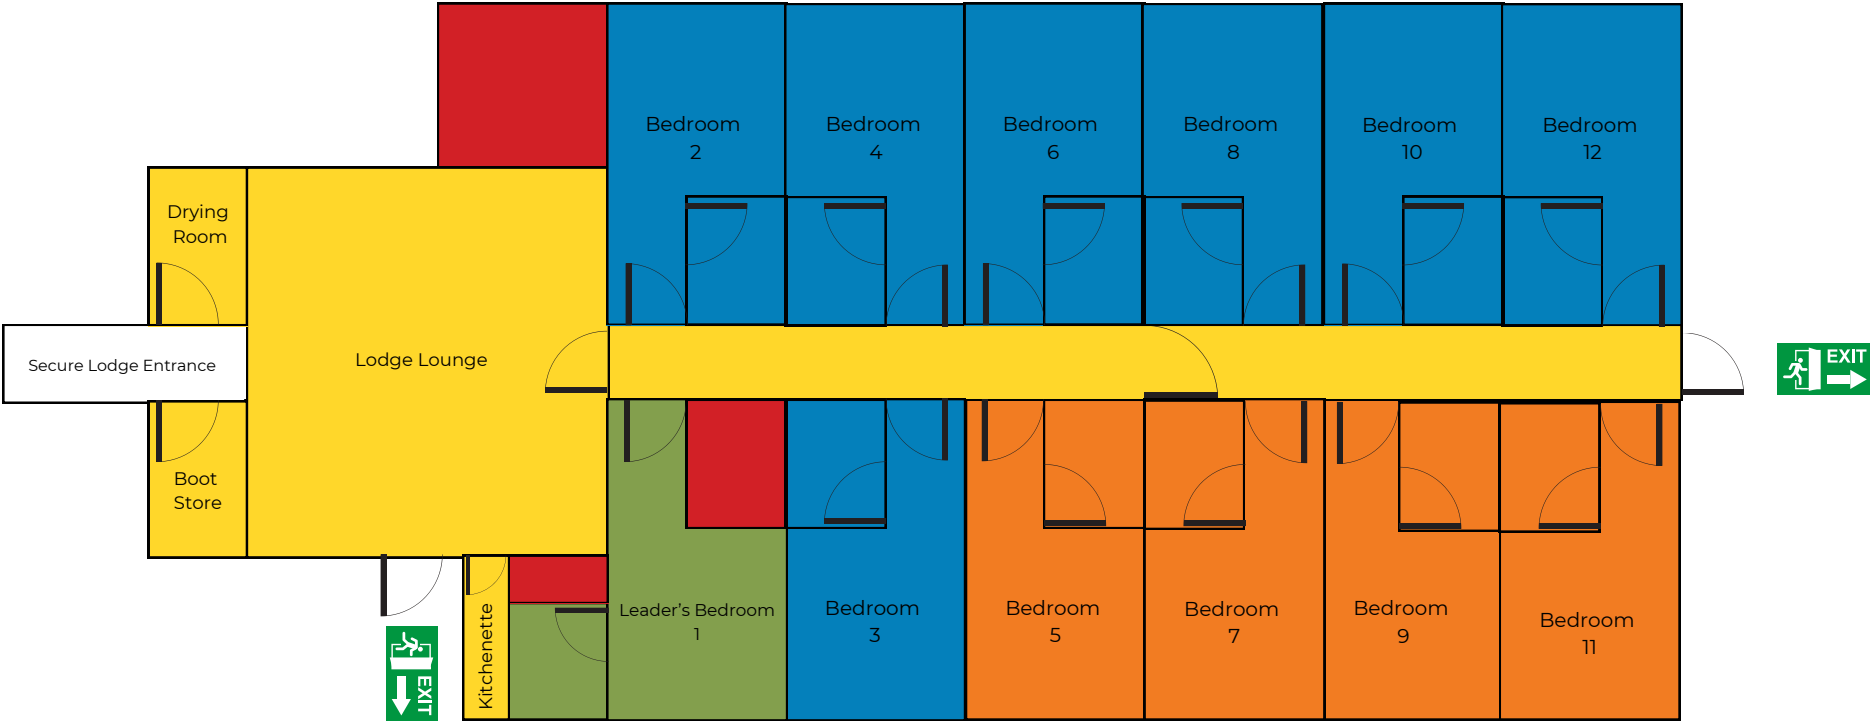 Bedroom
2
Bedroom
4
Bedroom
6
Bedroom
8
Bedroom
10
Bedroom
12
Drying
Room
Secure Lodge Entrance
Lodge Lounge
EXIT
Boot
Store
Kitchenette
Leader's Bedroom
1
Bedroom
3
Bedroom
5
Bedroom
7
Bedroom
9
Bedroom
11
EXIT